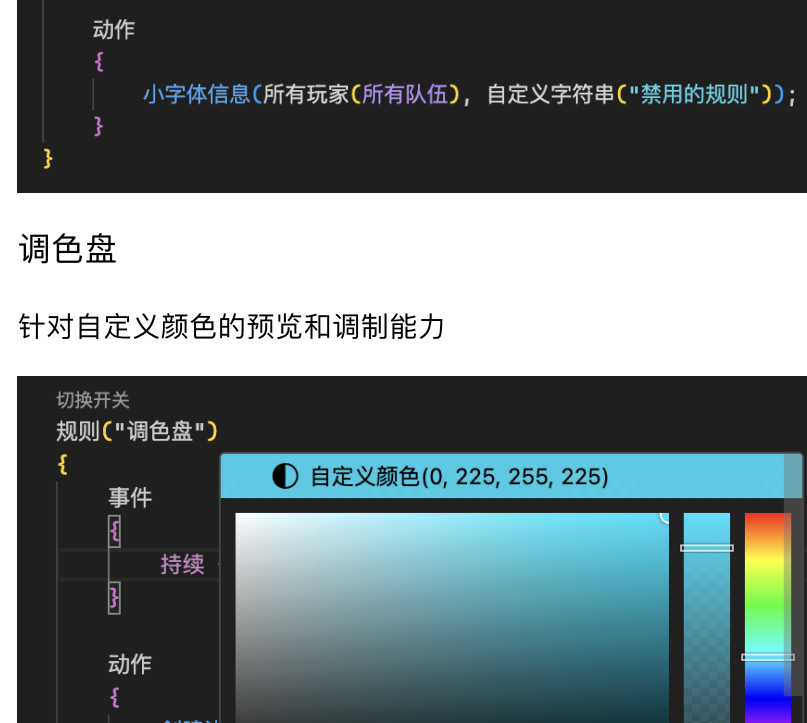 动作
{
小字体信息(所有玩家(所有队伍), 自定义字符串("禁用的规则"));
}
}
调色盘
针对自定义颜色的预览和调制能力
切换开关
规则("调色盘")
{
自定义颜色(0, 225, 255, 225)
事件
{
持续
}
动作
{